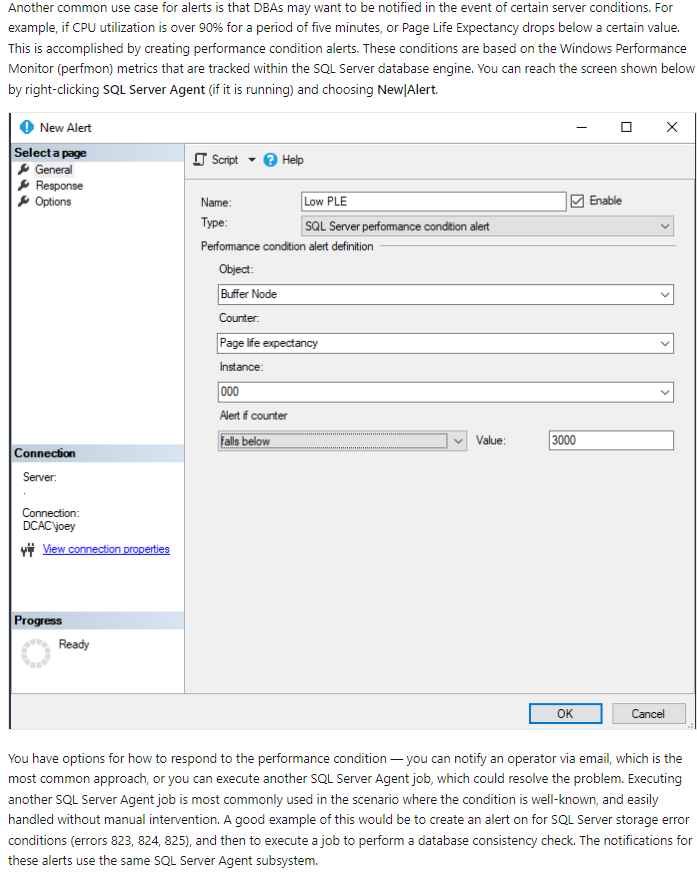 Another common use case for alerts is that DBAs may want to be notified in the event of certain server conditions. For
example, if CPU utilization is over 90% for a period of five minutes, or Page Life Expectancy drops below a certain value.
This is accomplished by creating performance condition alerts. These conditions are based on the Windows Performance
Monitor (perfmon) metrics that are tracked within the SQL Server database engine. You can reach the screen shown below
by right-clicking SQL Server Agent (if it is running) and choosing New|Alert.
New Alert
Select a page
General
Response
Options
Script
Help
Name:
Low PLE
Enable
Type:
SQL Server performance condition alert
Performance condition alert definition
Object:
Buffer Node
Counter:
Page life expectancy
Instance:
000
Alert if counter
falls below
Value:
3000
Connection
Server:
.
Connection:
DCAC\joey
View connection properties
Progress
Ready
OK
Cancel
You have options for how to respond to the performance condition — you can notify an operator via email, which is the
most common approach, or you can execute another SQL Server Agent job, which could resolve the problem. Executing
another SQL Server Agent job is most commonly used in the scenario where the condition is well-known, and easily
handled without manual intervention. A good example of this would be to create an alert on for SQL Server storage error
conditions (errors 823, 824, 825), and then to execute a job to perform a database consistency check. The notifications for
these alerts use the same SQL Server Agent subsystem.